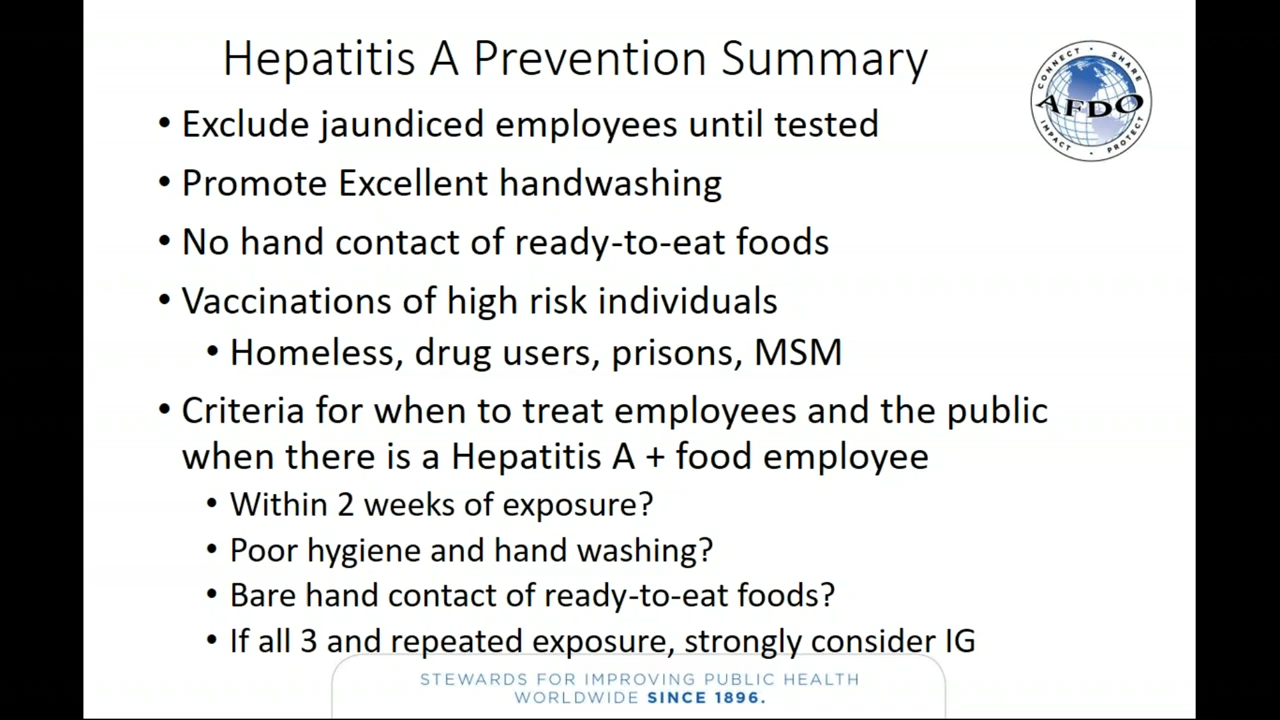 Hepatitis A Prevention Summary
CONNECT · SHARE
AFDO
IMPACT · PROTECT
• Exclude jaundiced employees until tested
• Promote Excellent handwashing
• No hand contact of ready-to-eat foods
• Vaccinations of high risk individuals
• Homeless, drug users, prisons, MSM
• Criteria for when to treat employees and the public
when there is a Hepatitis A + food employee
• Within 2 weeks of exposure?
• Poor hygiene and hand washing?
• Bare hand contact of ready-to-eat foods?
• If all 3 and repeated exposure, strongly consider IG
STEWARDS FOR IMPROVING PUBLIC HEALTH
WORLDWIDE SINCE 1896.